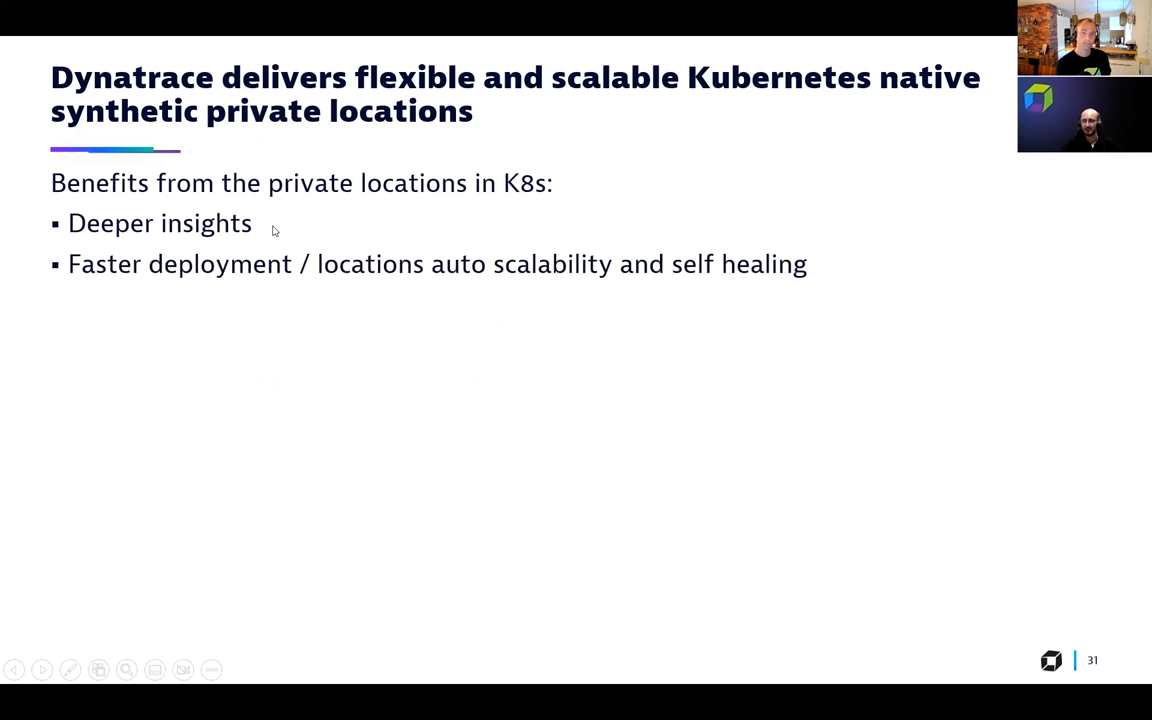 Dynatrace delivers flexible and scalable Kubernetes native
synthetic private locations
Benefits from the private locations in K8s:
▪ Deeper insights
▪ Faster deployment / locations auto scalability and self healing
31